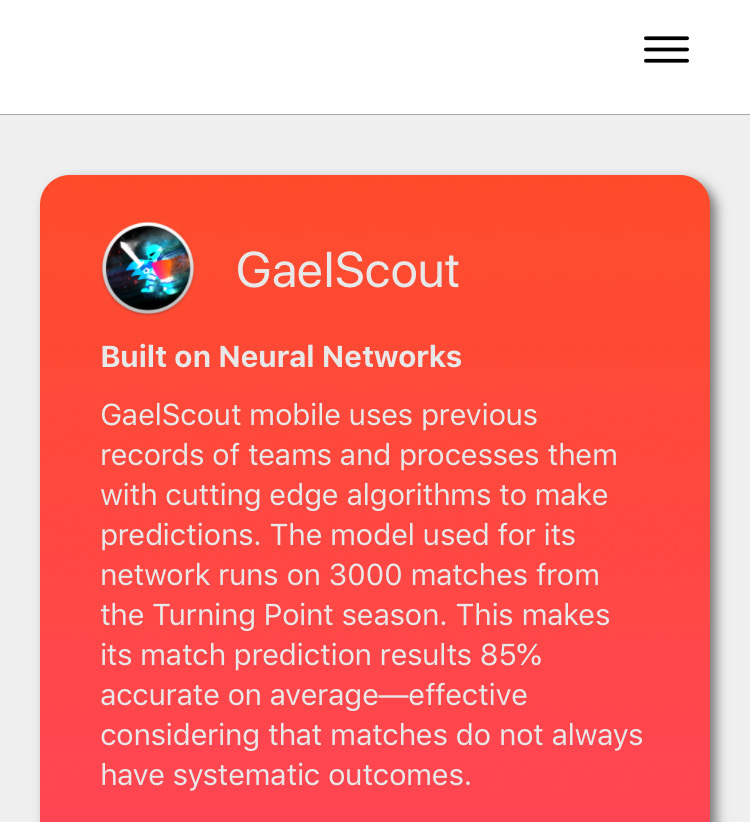 GaelScout
Built on Neural Networks
GaelScout mobile uses previous
records of teams and processes them
with cutting edge algorithms to make
predictions. The model used for its
network runs on 3000 matches from
the Turning Point season. This makes
its match prediction results 85%
accurate on average—effective
considering that matches do not always
have systematic outcomes.